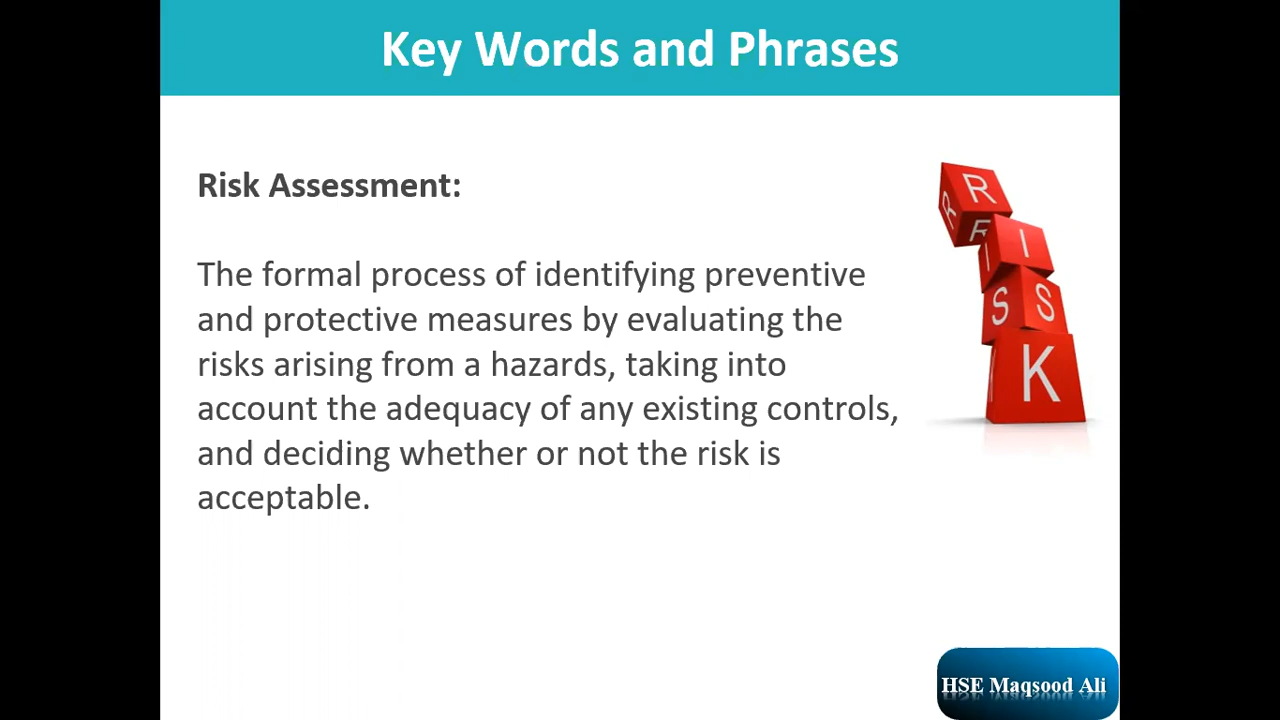 Key Words and Phrases
Risk Assessment:
The formal process of identifying preventive
and protective measures by evaluating the
risks arising from a hazards, taking into
account the adequacy of any existing controls,
and deciding whether or not the risk is
acceptable.
R
R
R
I
I
S
S
K
HSE Maqsood Ali